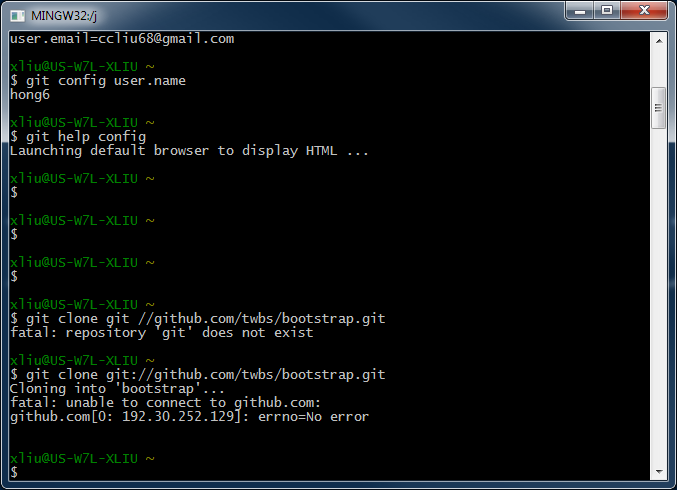 MINGW32:/j
user.email=ccliu68@gmail.com
xliu@US-W7L-XLIU ~
$ git config user.name
hong6
xliu@US-W7L-XLIU ~
$ git help config
Launching default browser to display HTML ...
xliu@US-W7L-XLIU ~
$
xliu@US-W7L-XLIU ~
$
xliu@US-W7L-XLIU ~
$
xliu@US-W7L-XLIU ~
$ git clone git //github.com/twbs/bootstrap.git
fatal: repository 'git' does not exist
xliu@US-W7L-XLIU ~
$ git clone git://github.com/twbs/bootstrap.git
Cloning into 'bootstrap'...
fatal: unable to connect to github.com:
github.com[0: 192.30.252.129]: errno=No error
xliu@US-W7L-XLIU ~
$